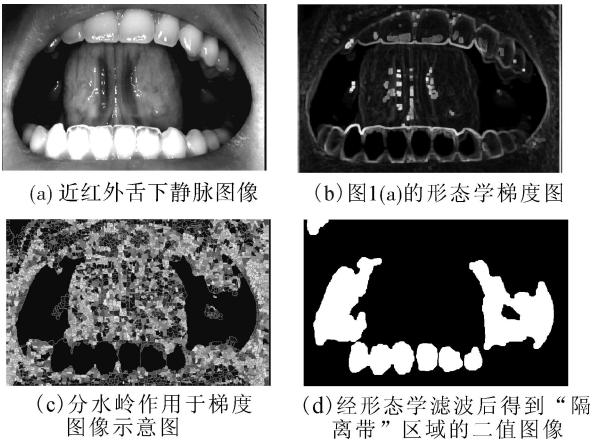 (a) 近红外舌下静脉图像
(b) 图1(a)的形态学梯度图
(c) 分水岭作用于梯度
图像示意图
(d) 经形态学滤波后得到“隔
离带”区域的二值图像